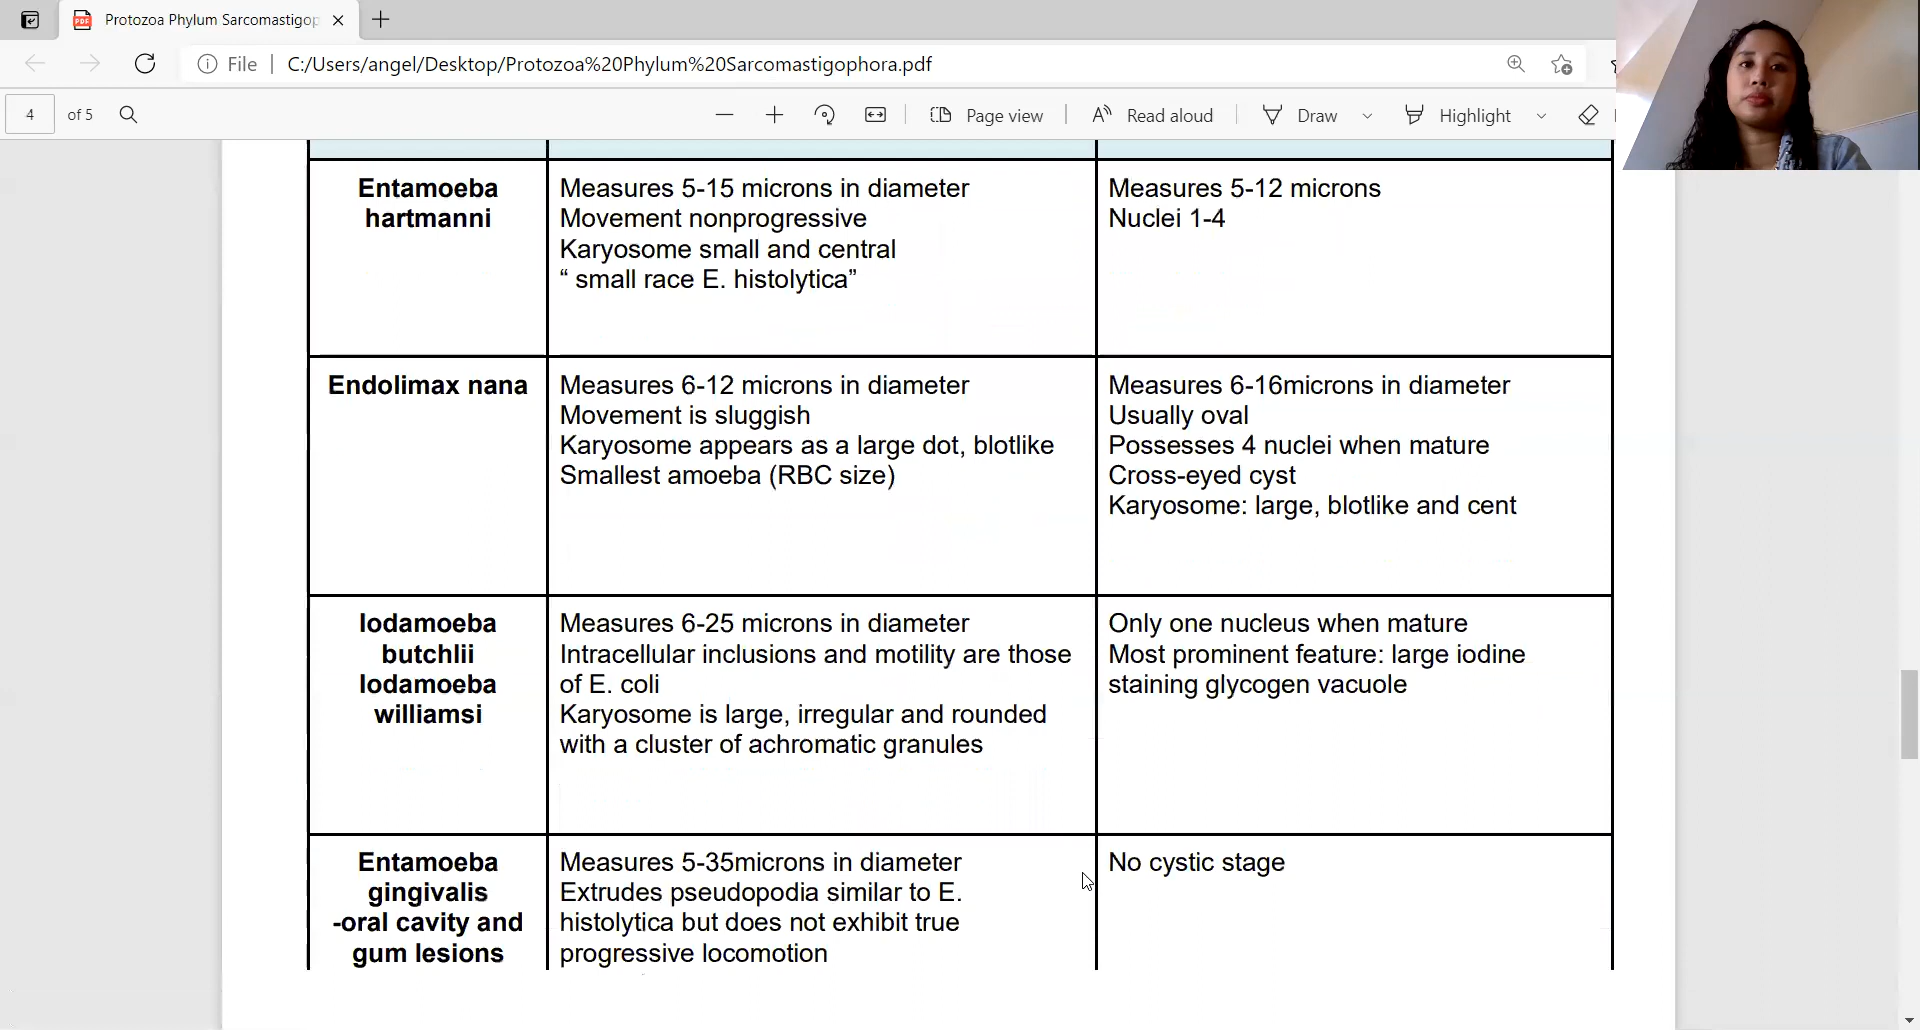 Protozoa Phylum Sarcomastigop
File
C:/Users/angel/Desktop/Protozoa%20Phylum%20Sarcomastigophora.pdf
4 of 5
Page view
Read aloud
Draw
Highlight
Entamoeba
hartmanni
Measures 5-15 microns in diameter
Movement nonprogressive
Karyosome small and central
“ small race E. histolytica”
Measures 5-12 microns
Nuclei 1-4
Endolimax nana
Measures 6-12 microns in diameter
Movement is sluggish
Karyosome appears as a large dot, blotlike
Smallest amoeba (RBC size)
Measures 6-16microns in diameter
Usually oval
Possesses 4 nuclei when mature
Cross-eyed cyst
Karyosome: large, blotlike and cent
Iodamoeba
butchlii
Iodamoeba
williamsi
Measures 6-25 microns in diameter
Intracellular inclusions and motility are those
of E. coli
Karyosome is large, irregular and rounded
with a cluster of achromatic granules
Only one nucleus when mature
Most prominent feature: large iodine
staining glycogen vacuole
Entamoeba
gingivalis
-oral cavity and
gum lesions
Measures 5-35microns in diameter
Extrudes pseudopodia similar to E.
histolytica but does not exhibit true
progressive locomotion
No cystic stage